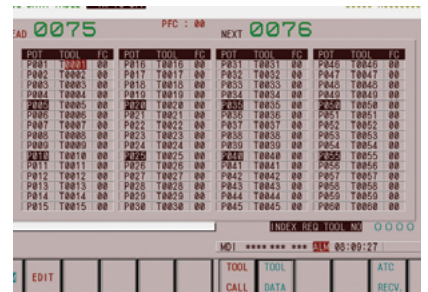 EAD 0075 PFC : 00 NEXT 0076
POT TOOL FC POT TOOL FC POT TOOL FC POT TOOL FC
P001 T0001 00 P016 T0016 00 P031 T0031 00 P046 T0046 00
P002 T0002 00 P017 T0017 00 P032 T0032 00 P047 T0047 00
P003 T0003 00 P018 T0018 00 P033 T0033 00 P048 T0048 00
P004 T0004 00 P019 T0019 00 P034 T0034 00 P049 T0049 00
P005 T0005 00 P020 T0020 00 P035 T0035 00 P050 T0050 00
P006 T0006 00 P021 T0021 00 P036 T0036 00 P051 T0051 00
P007 T0007 00 P022 T0022 00 P037 T0037 00 P052 T0052 00
P008 T0008 00 P023 T0023 00 P038 T0038 00 P053 T0053 00
P009 T0009 00 P024 T0024 00 P039 T0039 00 P054 T0054 00
P010 T0010 00 P025 T0025 00 P040 T0040 00 P055 T0055 00
P011 T0011 00 P026 T0026 00 P041 T0041 00 P056 T0056 00
P012 T0012 00 P027 T0027 00 P042 T0042 00 P057 T0057 00
P013 T0013 00 P028 T0028 00 P043 T0043 00 P058 T0058 00
P014 T0014 00 P029 T0029 00 P044 T0044 00 P059 T0059 00
P015 T0015 00 P030 T0030 00 P045 T0045 00 P060 T0060 00
INDEX REQ TOOL NO 0000
MDI **** *** *** ALM 08:09:27
EDIT TOOL CALL TOOL DATA ATC RECV.